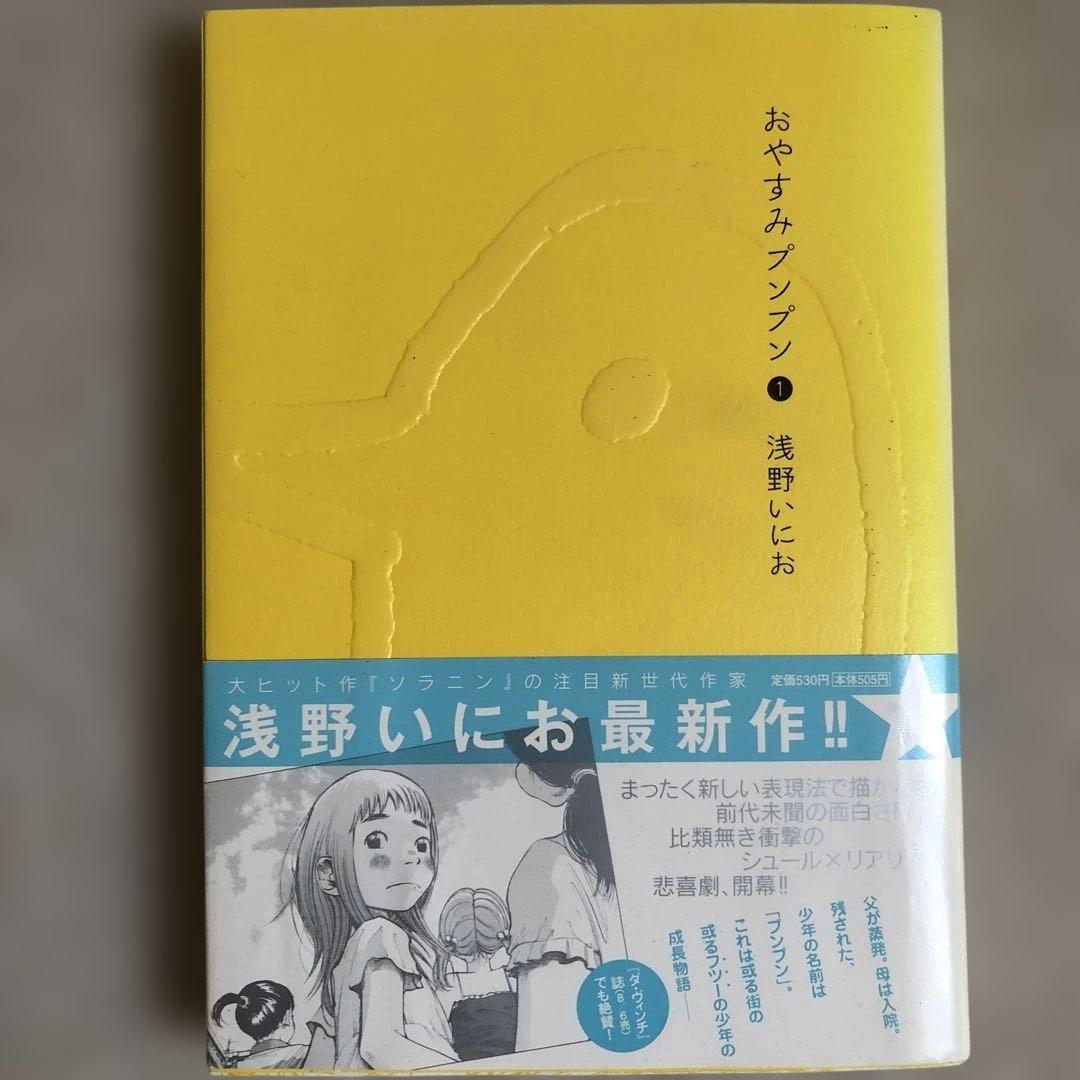 おやすみプンプン
1
浅野いにお
大ヒット作『ソラニン』の注目新世代作家
定価530円 本体505円
浅野いにお最新作!!
まったく新しい表現法で描かれる
前代未聞の面白さ!!
比類無き衝撃の
シュール×リアリ
悲喜劇、開幕!!
父が蒸発。母は入院。
残された、
少年の名前は
「プンプン」。
これは或る街の
或るフツーの少年の
成長物語――
『ダ・ヴィンチ』
誌(8/6売)
でも絶賛!